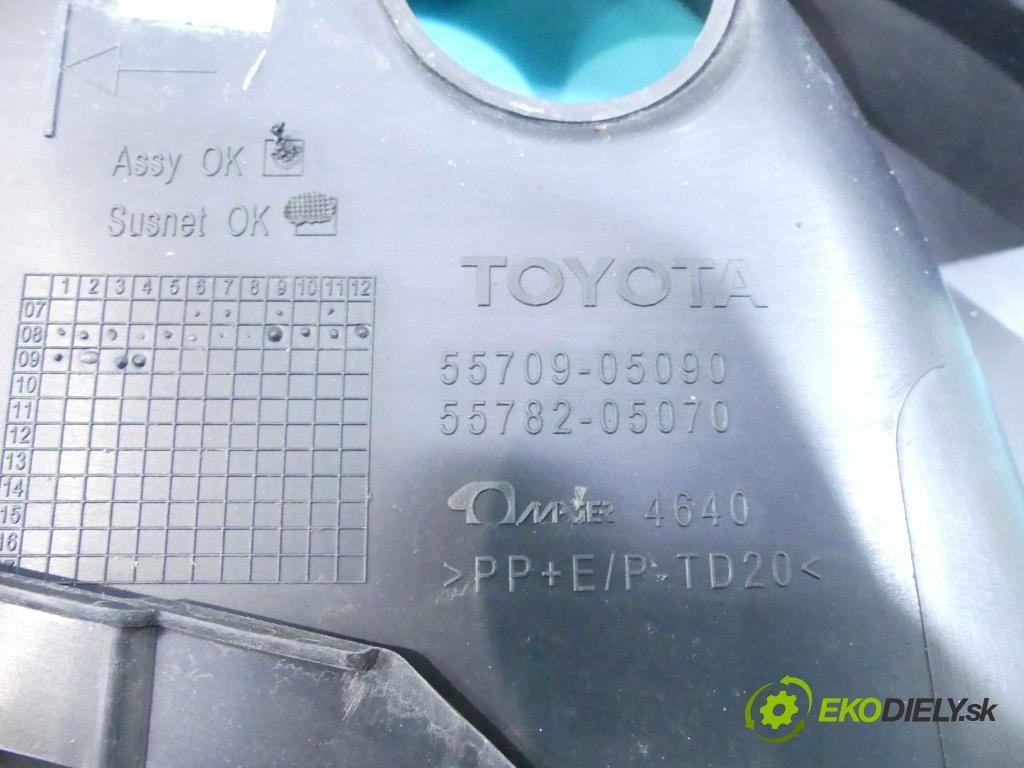 Assy OK
Susnet OK
1 2 3 4 5 6 7 8 9 10 11 12
07
08
09
10
11
12
13
14
15
16
TOYOTA
55709-05090
55782-05070
MAIER 4640
>PP+E/P-TD20<
EKODIELY.sk